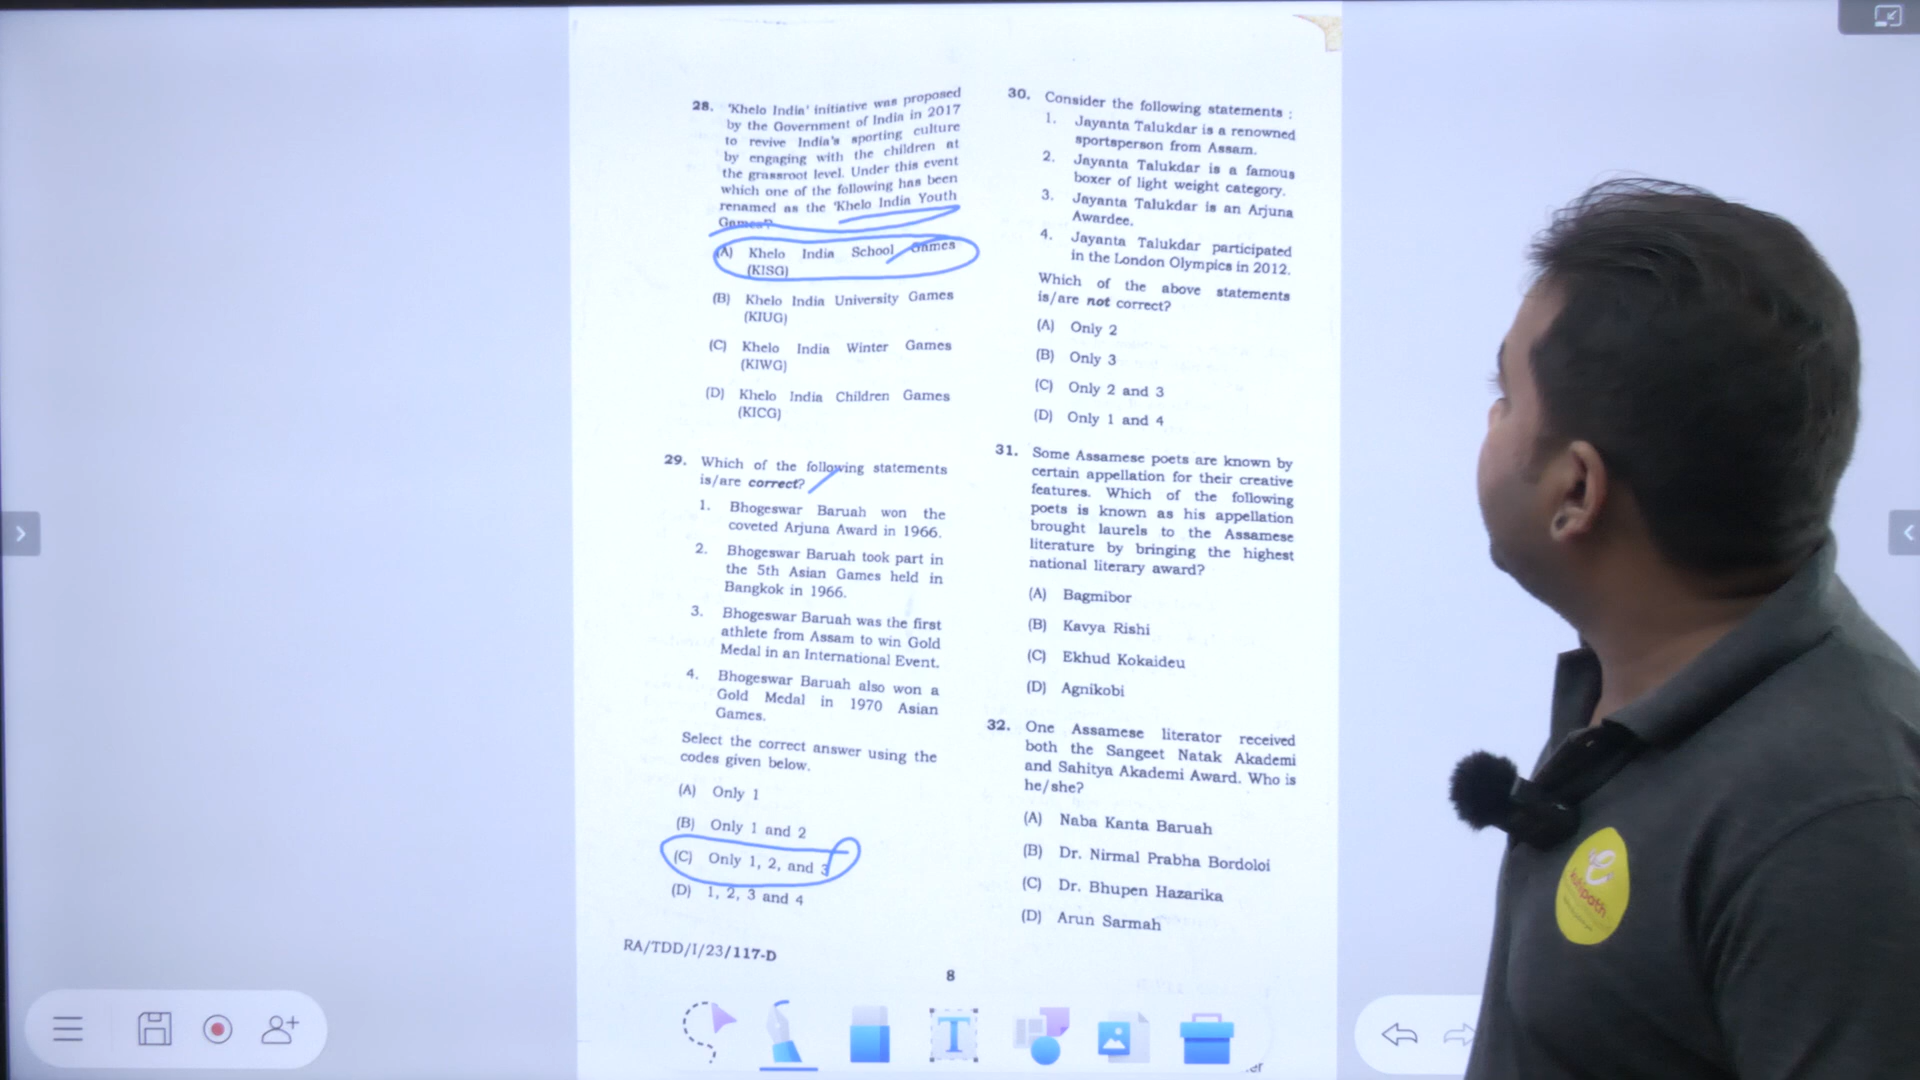 28. 'Khelo India' initiative was proposed
by the Government of India in 2017
to revive India's sporting culture
by engaging with the children at
the grassroot level. Under this event
which one of the following has been
renamed as the 'Khelo India Youth
Games'?
(A) Khelo India School Games
(KISG)
(B) Khelo India University Games
(KIUG)
(C) Khelo India Winter Games
(KIWG)
(D) Khelo India Children Games
(KICG)
29. Which of the following statements
is/are correct?
1. Bhogeswar Baruah won the
coveted Arjuna Award in 1966.
2. Bhogeswar Baruah took part in
the 5th Asian Games held in
Bangkok in 1966.
3. Bhogeswar Baruah was the first
athlete from Assam to win Gold
Medal in an International Event.
4. Bhogeswar Baruah also won a
Gold Medal in 1970 Asian
Games.
Select the correct answer using the
codes given below.
(A) Only 1
(B) Only 1 and 2
(C) Only 1, 2, and 3
(D) 1, 2, 3 and 4
RA/TDD/I/23/117-D
30. Consider the following statements :
1. Jayanta Talukdar is a renowned
sportsperson from Assam.
2. Jayanta Talukdar is a famous
boxer of light weight category.
3. Jayanta Talukdar is an Arjuna
Awardee.
4. Jayanta Talukdar participated
in the London Olympics in 2012.
Which of the above statements
is/are not correct?
(A) Only 2
(B) Only 3
(C) Only 2 and 3
(D) Only 1 and 4
31. Some Assamese poets are known by
certain appellation for their creative
features. Which of the following
poets is known as his appellation
brought laurels to the Assamese
literature by bringing the highest
national literary award?
(A) Bagmibor
(B) Kavya Rishi
(C) Ekhud Kokaideu
(D) Agnikobi
32. One Assamese literator received
both the Sangeet Natak Akademi
and Sahitya Akademi Award. Who is
he/she?
(A) Naba Kanta Baruah
(B) Dr. Nirmal Prabha Bordoloi
(C) Dr. Bhupen Hazarika
(D) Arun Sarmah
8
T